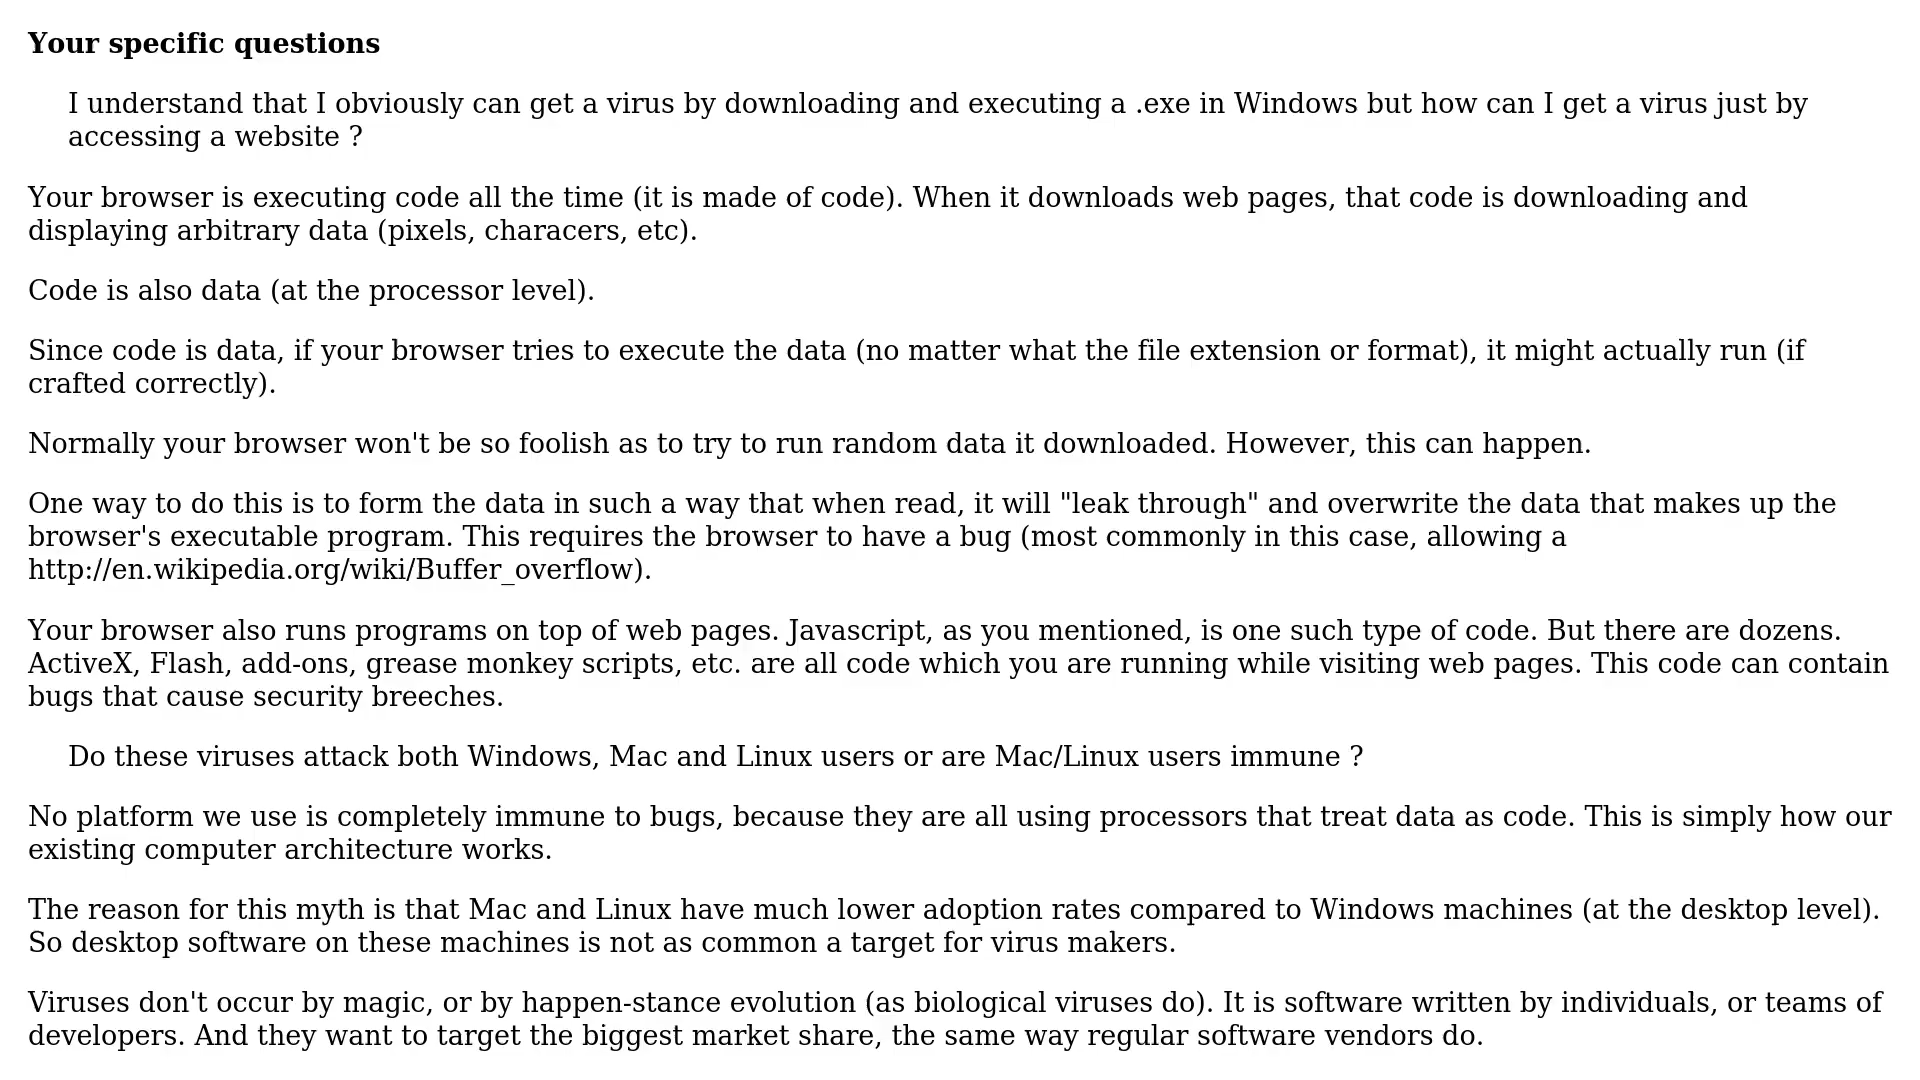 Your specific questions
I understand that I obviously can get a virus by downloading and executing a .exe in Windows but how can I get a virus just by
accessing a website ?
Your browser is executing code all the time (it is made of code). When it downloads web pages, that code is downloading and
displaying arbitrary data (pixels, characers, etc).
Code is also data (at the processor level).
Since code is data, if your browser tries to execute the data (no matter what the file extension or format), it might actually run (if
crafted correctly).
Normally your browser won't be so foolish as to try to run random data it downloaded. However, this can happen.
One way to do this is to form the data in such a way that when read, it will "leak through" and overwrite the data that makes up the
browser's executable program. This requires the browser to have a bug (most commonly in this case, allowing a
http://en.wikipedia.org/wiki/Buffer_overflow).
Your browser also runs programs on top of web pages. Javascript, as you mentioned, is one such type of code. But there are dozens.
ActiveX, Flash, add-ons, grease monkey scripts, etc. are all code which you are running while visiting web pages. This code can contain
bugs that cause security breeches.
Do these viruses attack both Windows, Mac and Linux users or are Mac/Linux users immune ?
No platform we use is completely immune to bugs, because they are all using processors that treat data as code. This is simply how our
existing computer architecture works.
The reason for this myth is that Mac and Linux have much lower adoption rates compared to Windows machines (at the desktop level).
So desktop software on these machines is not as common a target for virus makers.
Viruses don't occur by magic, or by happen-stance evolution (as biological viruses do). It is software written by individuals, or teams of
developers. And they want to target the biggest market share, the same way regular software vendors do.